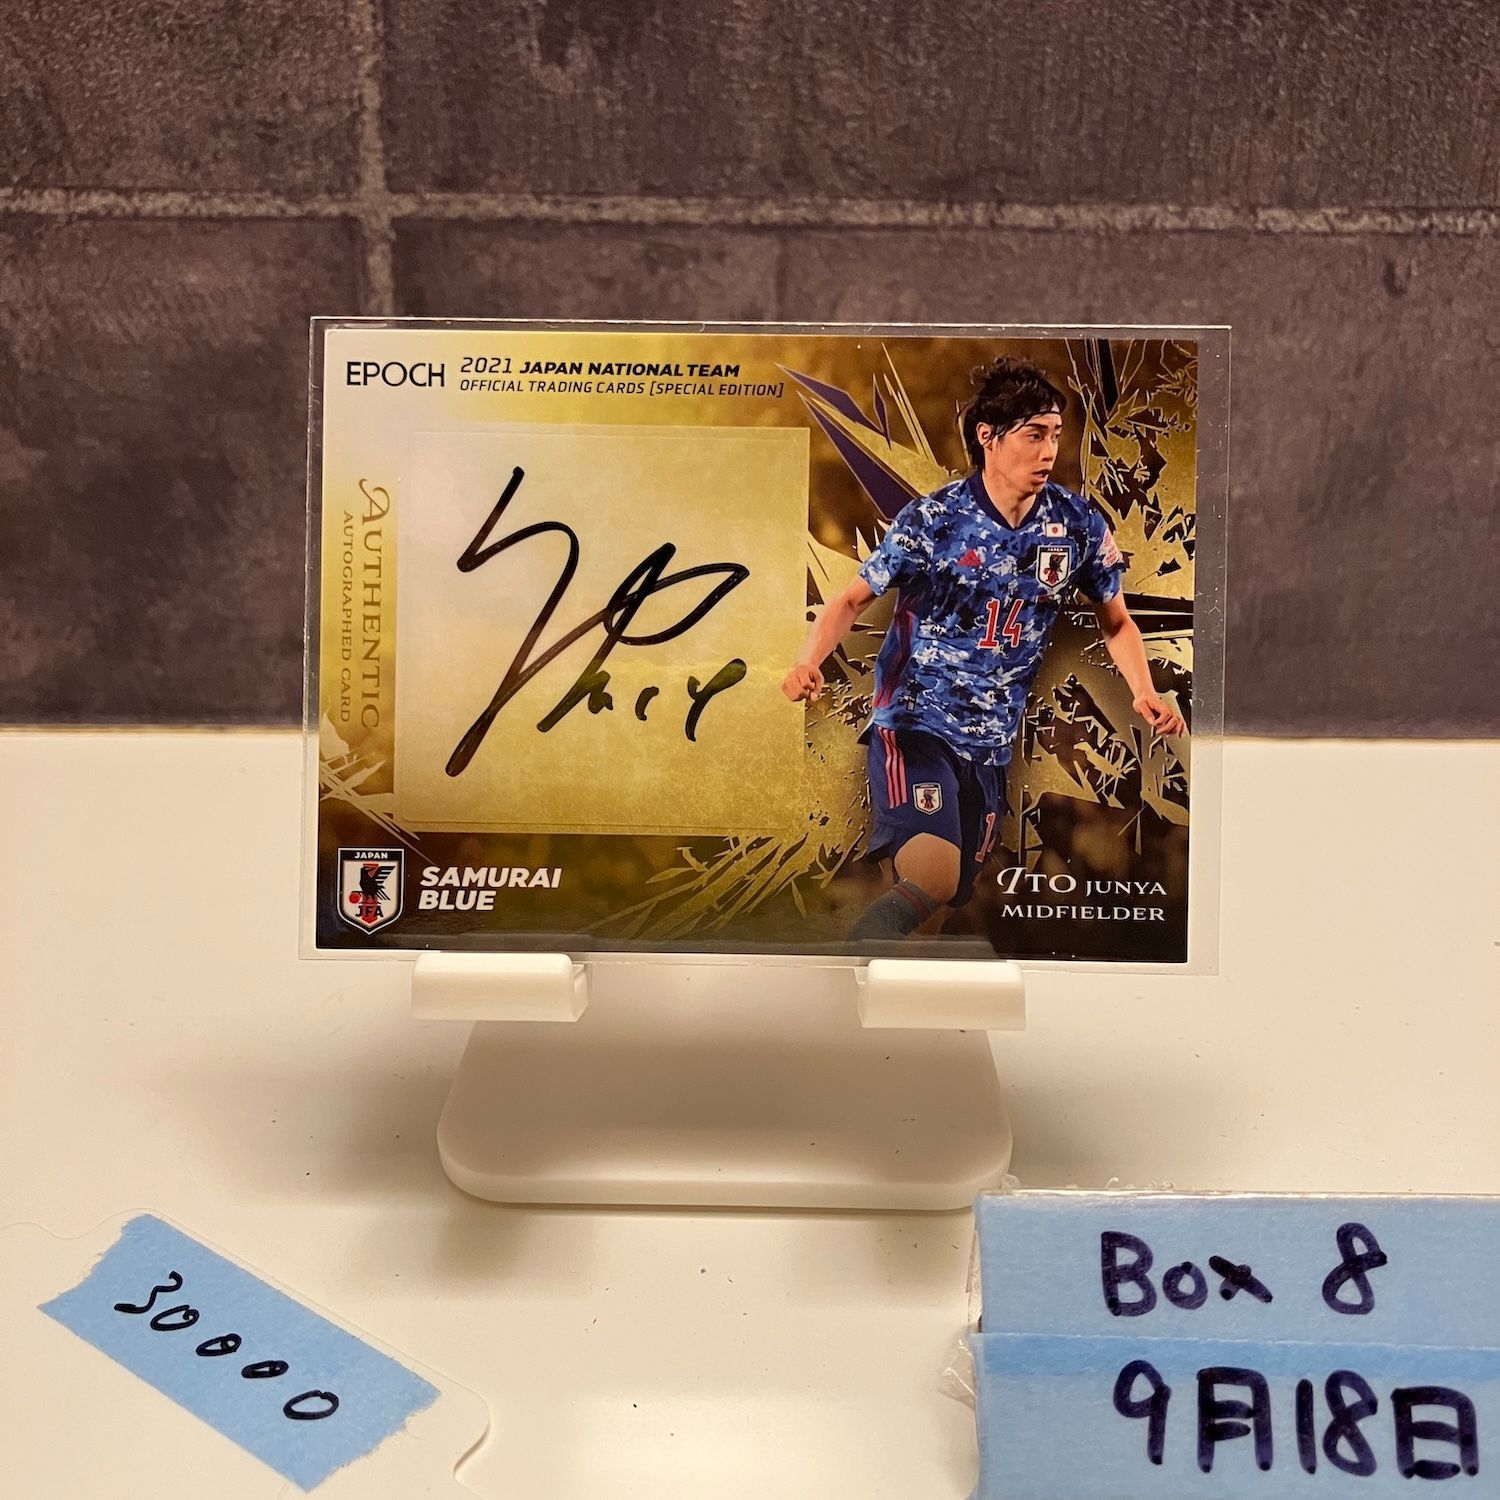 EPOCH
2021 JAPAN NATIONAL TEAM
OFFICIAL TRADING CARDS [SPECIAL EDITION]
AUTHENTIC
AUTOGRAPHED CARD
14
14
JAPAN
JFA
SAMURAI
BLUE
ITO JUNYA
MIDFIELDER
30000
Box 8
9月18日